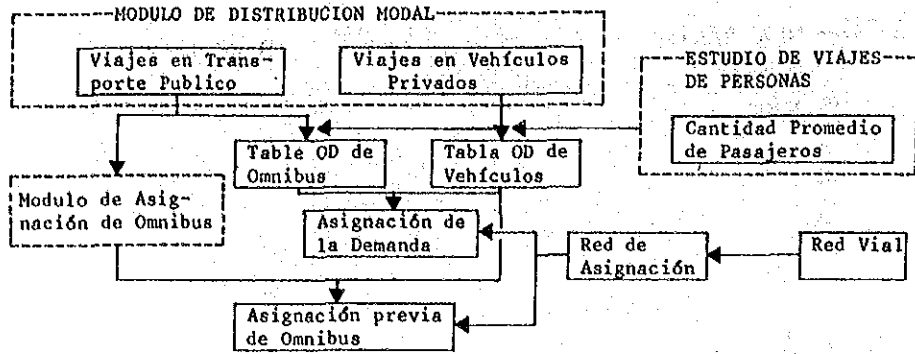 MODULO DE DISTRIBUCION MODAL
Viajes en Trans-
porte Publico
Viajes en Vehículos
Privados
ESTUDIO DE VIAJES
DE PERSONAS
Cantidad Promedio
de Pasajeros
Table OD de
Omnibus
Tabla OD de
Vehículos
Modulo de Asig-
nación de Omnibus
Asignación de
la Demanda
Red de
Asignación
Red Vial
Asignación previa
de Omnibus